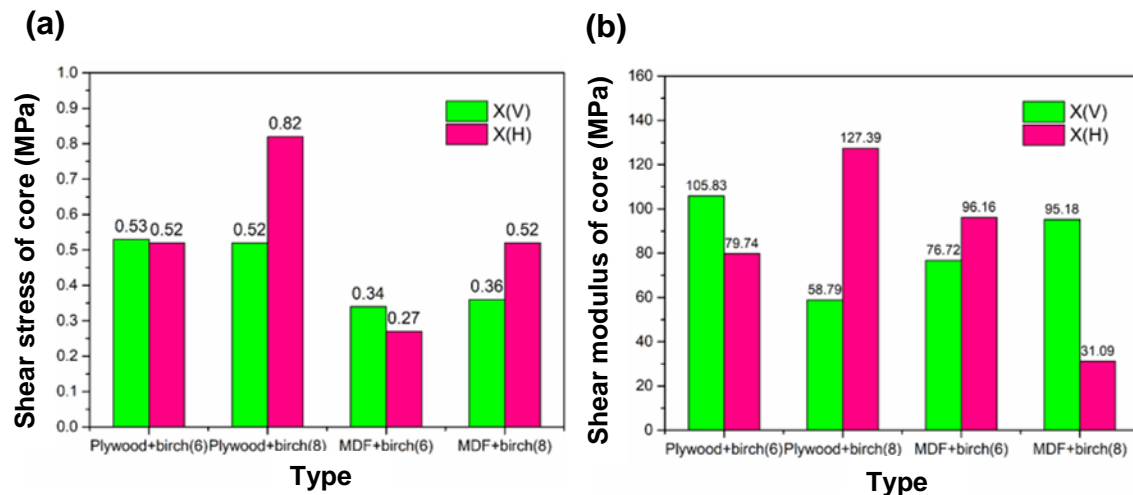 (a)
Shear stress of core (MPa)
1.0
0.9
0.8
0.7
0.6
0.5
0.4
0.3
0.2
0.1
0.0
X(V)
X(H)
0.53
0.52
0.52
0.82
0.34
0.27
0.36
0.52
Plywood+birch(6)
Plywood+birch(8)
MDF+birch(6)
MDF+birch(8)
Type
(b)
Shear modulus of core (MPa)
160
140
120
100
80
60
40
20
0
X(V)
X(H)
105.83
79.74
58.79
127.39
76.72
96.16
95.18
31.09
Plywood+birch(6)
Plywood+birch(8)
MDF+birch(6)
MDF+birch(8)
Type